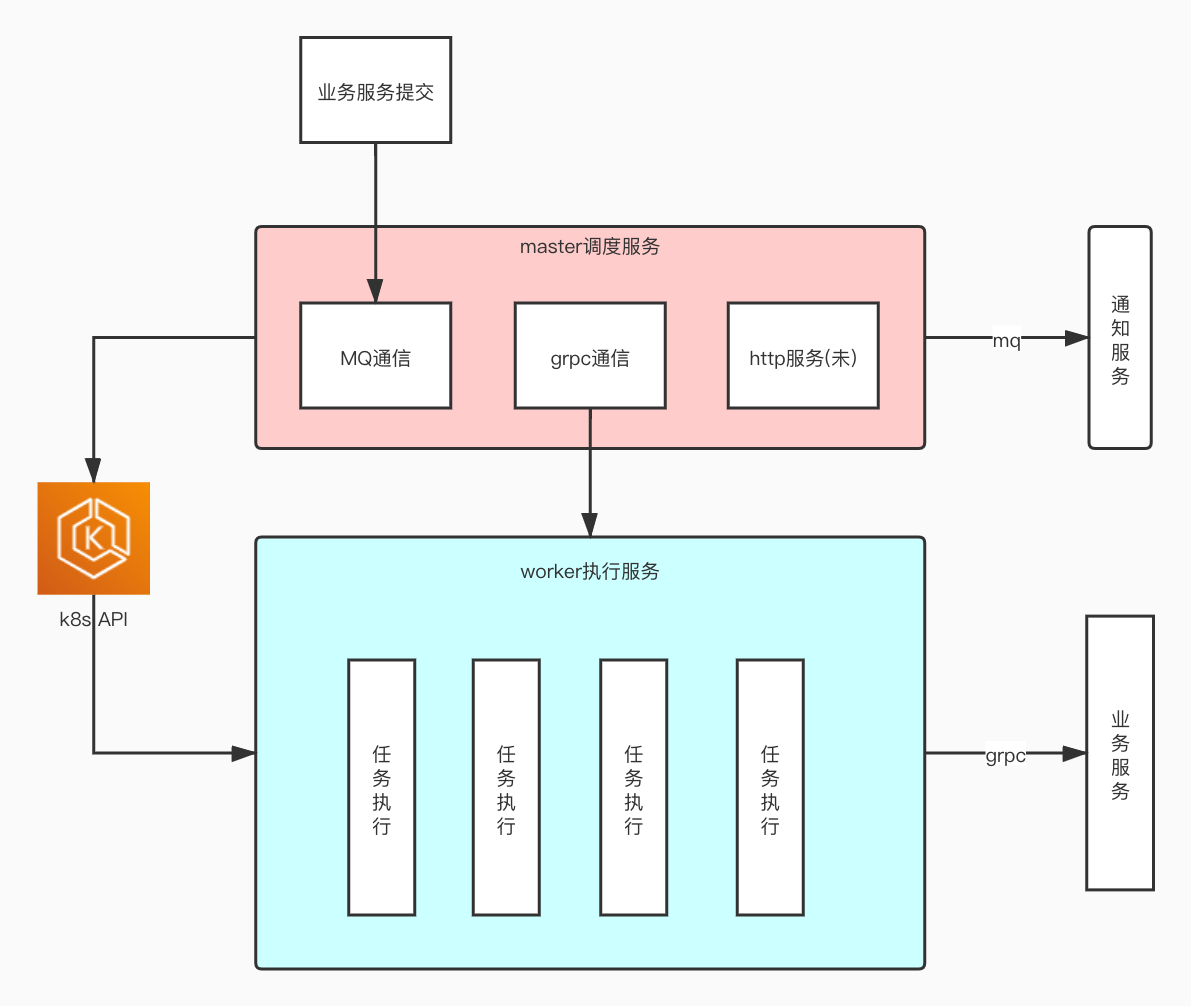 业务服务提交
master调度服务
MQ通信
grpc通信
http服务(未)
mq
通知服务
K
k8s API
worker执行服务
任务执行
任务执行
任务执行
任务执行
grpc
业务服务